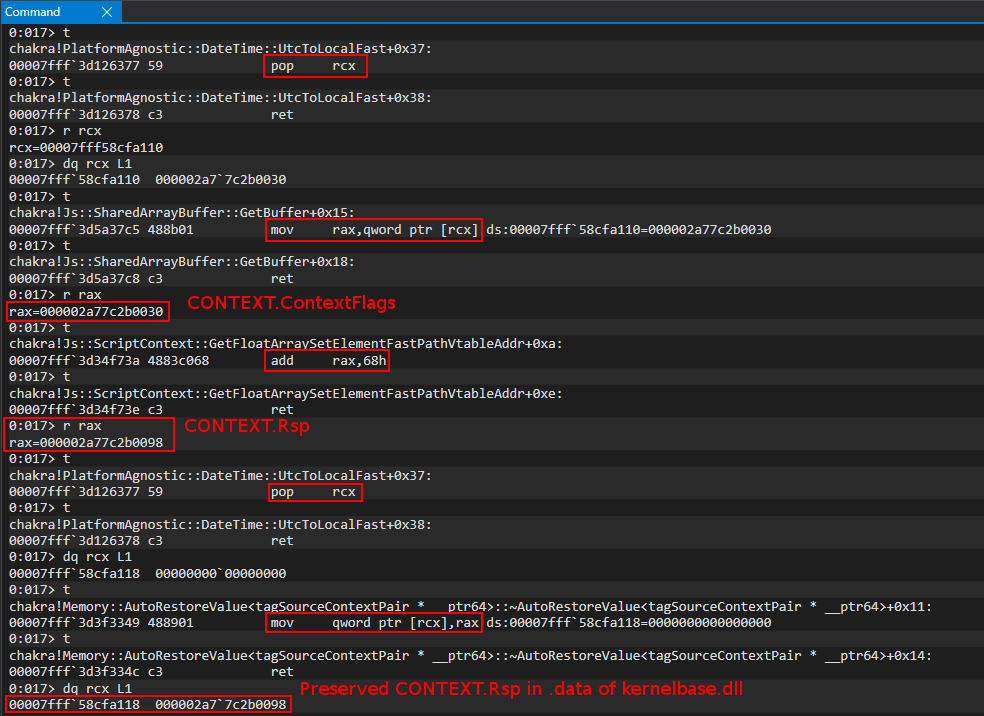 Command
0:017> t
chakra!PlatformAgnostic::DateTime::UtcToLocalFast+0x37:
00007fff`3d126377 59 pop rcx
0:017> t
chakra!PlatformAgnostic::DateTime::UtcToLocalFast+0x38:
00007fff`3d126378 c3 ret
0:017> r rcx
rcx=00007fff58cfa110
0:017> dq rcx L1
00007fff`58cfa110 000002a7`7c2b0030
0:017> t
chakra!Js::SharedArrayBuffer::GetBuffer+0x15:
00007fff`3d5a37c5 488b01 mov rax,qword ptr [rcx] ds:00007fff`58cfa110=000002a77c2b0030
0:017> t
chakra!Js::SharedArrayBuffer::GetBuffer+0x18:
00007fff`3d5a37c8 c3 ret
0:017> r rax
rax=000002a77c2b0030 CONTEXT.ContextFlags
0:017> t
chakra!Js::ScriptContext::GetFloatArraySetElementFastPathVtableAddr+0xa:
00007fff`3d34f73a 4883c068 add rax,68h
0:017> t
chakra!Js::ScriptContext::GetFloatArraySetElementFastPathVtableAddr+0xe:
00007fff`3d34f73e c3 ret
0:017> r rax CONTEXT.Rsp
rax=000002a77c2b0098
0:017> t
chakra!PlatformAgnostic::DateTime::UtcToLocalFast+0x37:
00007fff`3d126377 59 pop rcx
0:017> t
chakra!PlatformAgnostic::DateTime::UtcToLocalFast+0x38:
00007fff`3d126378 c3 ret
0:017> dq rcx L1
00007fff`58cfa118 00000000`00000000
0:017> t
chakra!Memory::AutoRestoreValue<tagSourceContextPair * __ptr64>::~AutoRestoreValue<tagSourceContextPair * __ptr64>+0x11:
00007fff`3d3f3349 488901 mov qword ptr [rcx],rax ds:00007fff`58cfa118=0000000000000000
0:017> t
chakra!Memory::AutoRestoreValue<tagSourceContextPair * __ptr64>::~AutoRestoreValue<tagSourceContextPair * __ptr64>+0x14:
00007fff`3d3f334c c3 ret
0:017> dq rcx L1 Preserved CONTEXT.Rsp in .data of kernelbase.dll
00007fff`58cfa118 000002a7`7c2b0098